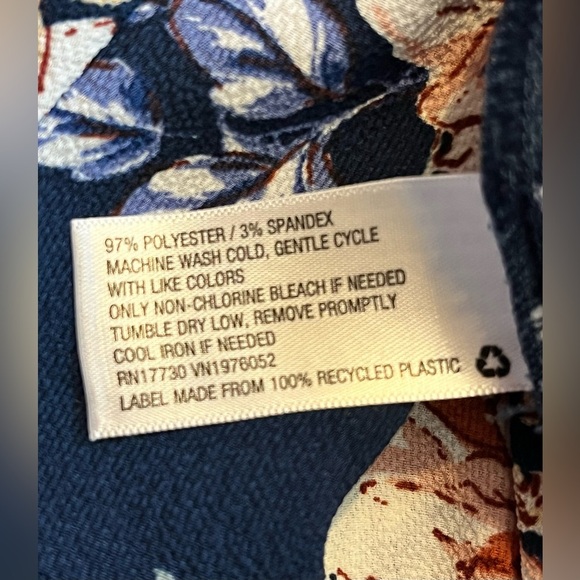 97% POLYESTER / 3% SPANDEX
MACHINE WASH COLD, GENTLE CYCLE
WITH LIKE COLORS
ONLY NON-CHLORINE BLEACH IF NEEDED
TUMBLE DRY LOW, REMOVE PROMPTLY
COOL IRON IF NEEDED
RN17730 VN1976052
LABEL MADE FROM 100% RECYCLED PLASTIC